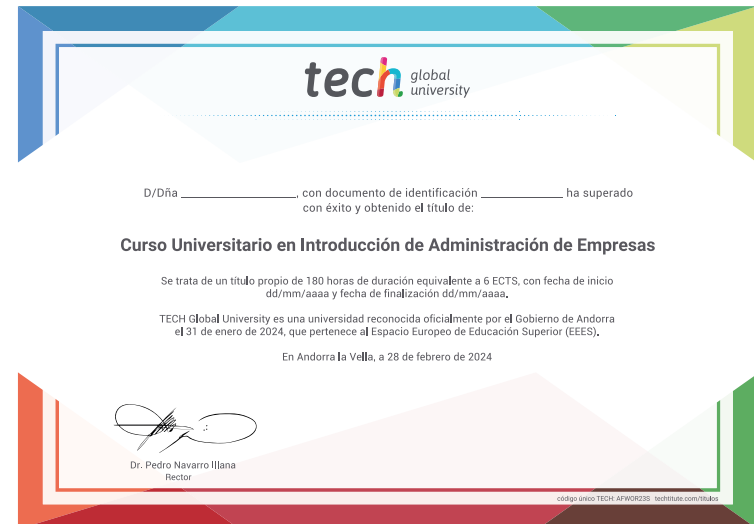 tech global university
D/Dña ____________________, con documento de identificación ______________ ha superado
con éxito y obtenido el título de:
Curso Universitario en Introducción de Administración de Empresas
Se trata de un título propio de 180 horas de duración equivalente a 6 ECTS, con fecha de inicio
dd/mm/aaaa y fecha de finalización dd/mm/aaaa.
TECH Global University es una universidad reconocida oficialmente por el Gobierno de Andorra
el 31 de enero de 2024, que pertenece al Espacio Europeo de Educación Superior (EEES).
En Andorra la Vella, a 28 de febrero de 2024
Dr. Pedro Navarro Illana
Rector
código único TECH: AFWOR23S techtitute.com/titulos